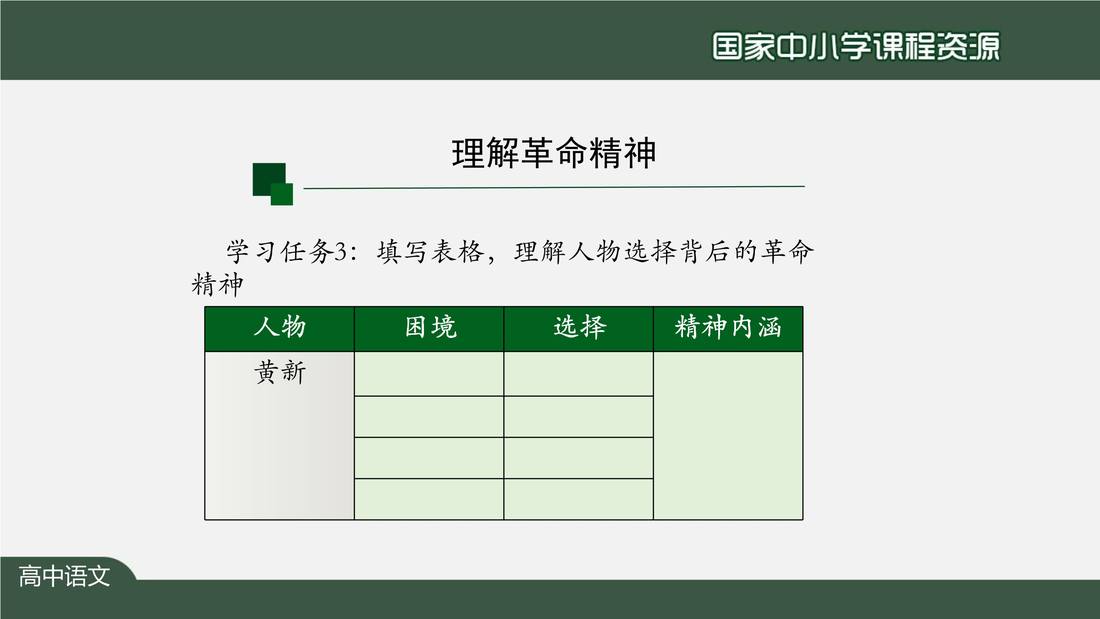 国家中小学课程资源
理解革命精神
学习任务3：填写表格，理解人物选择背后的革命
精神
人物 困境 选择 精神内涵
黄新
高中语文